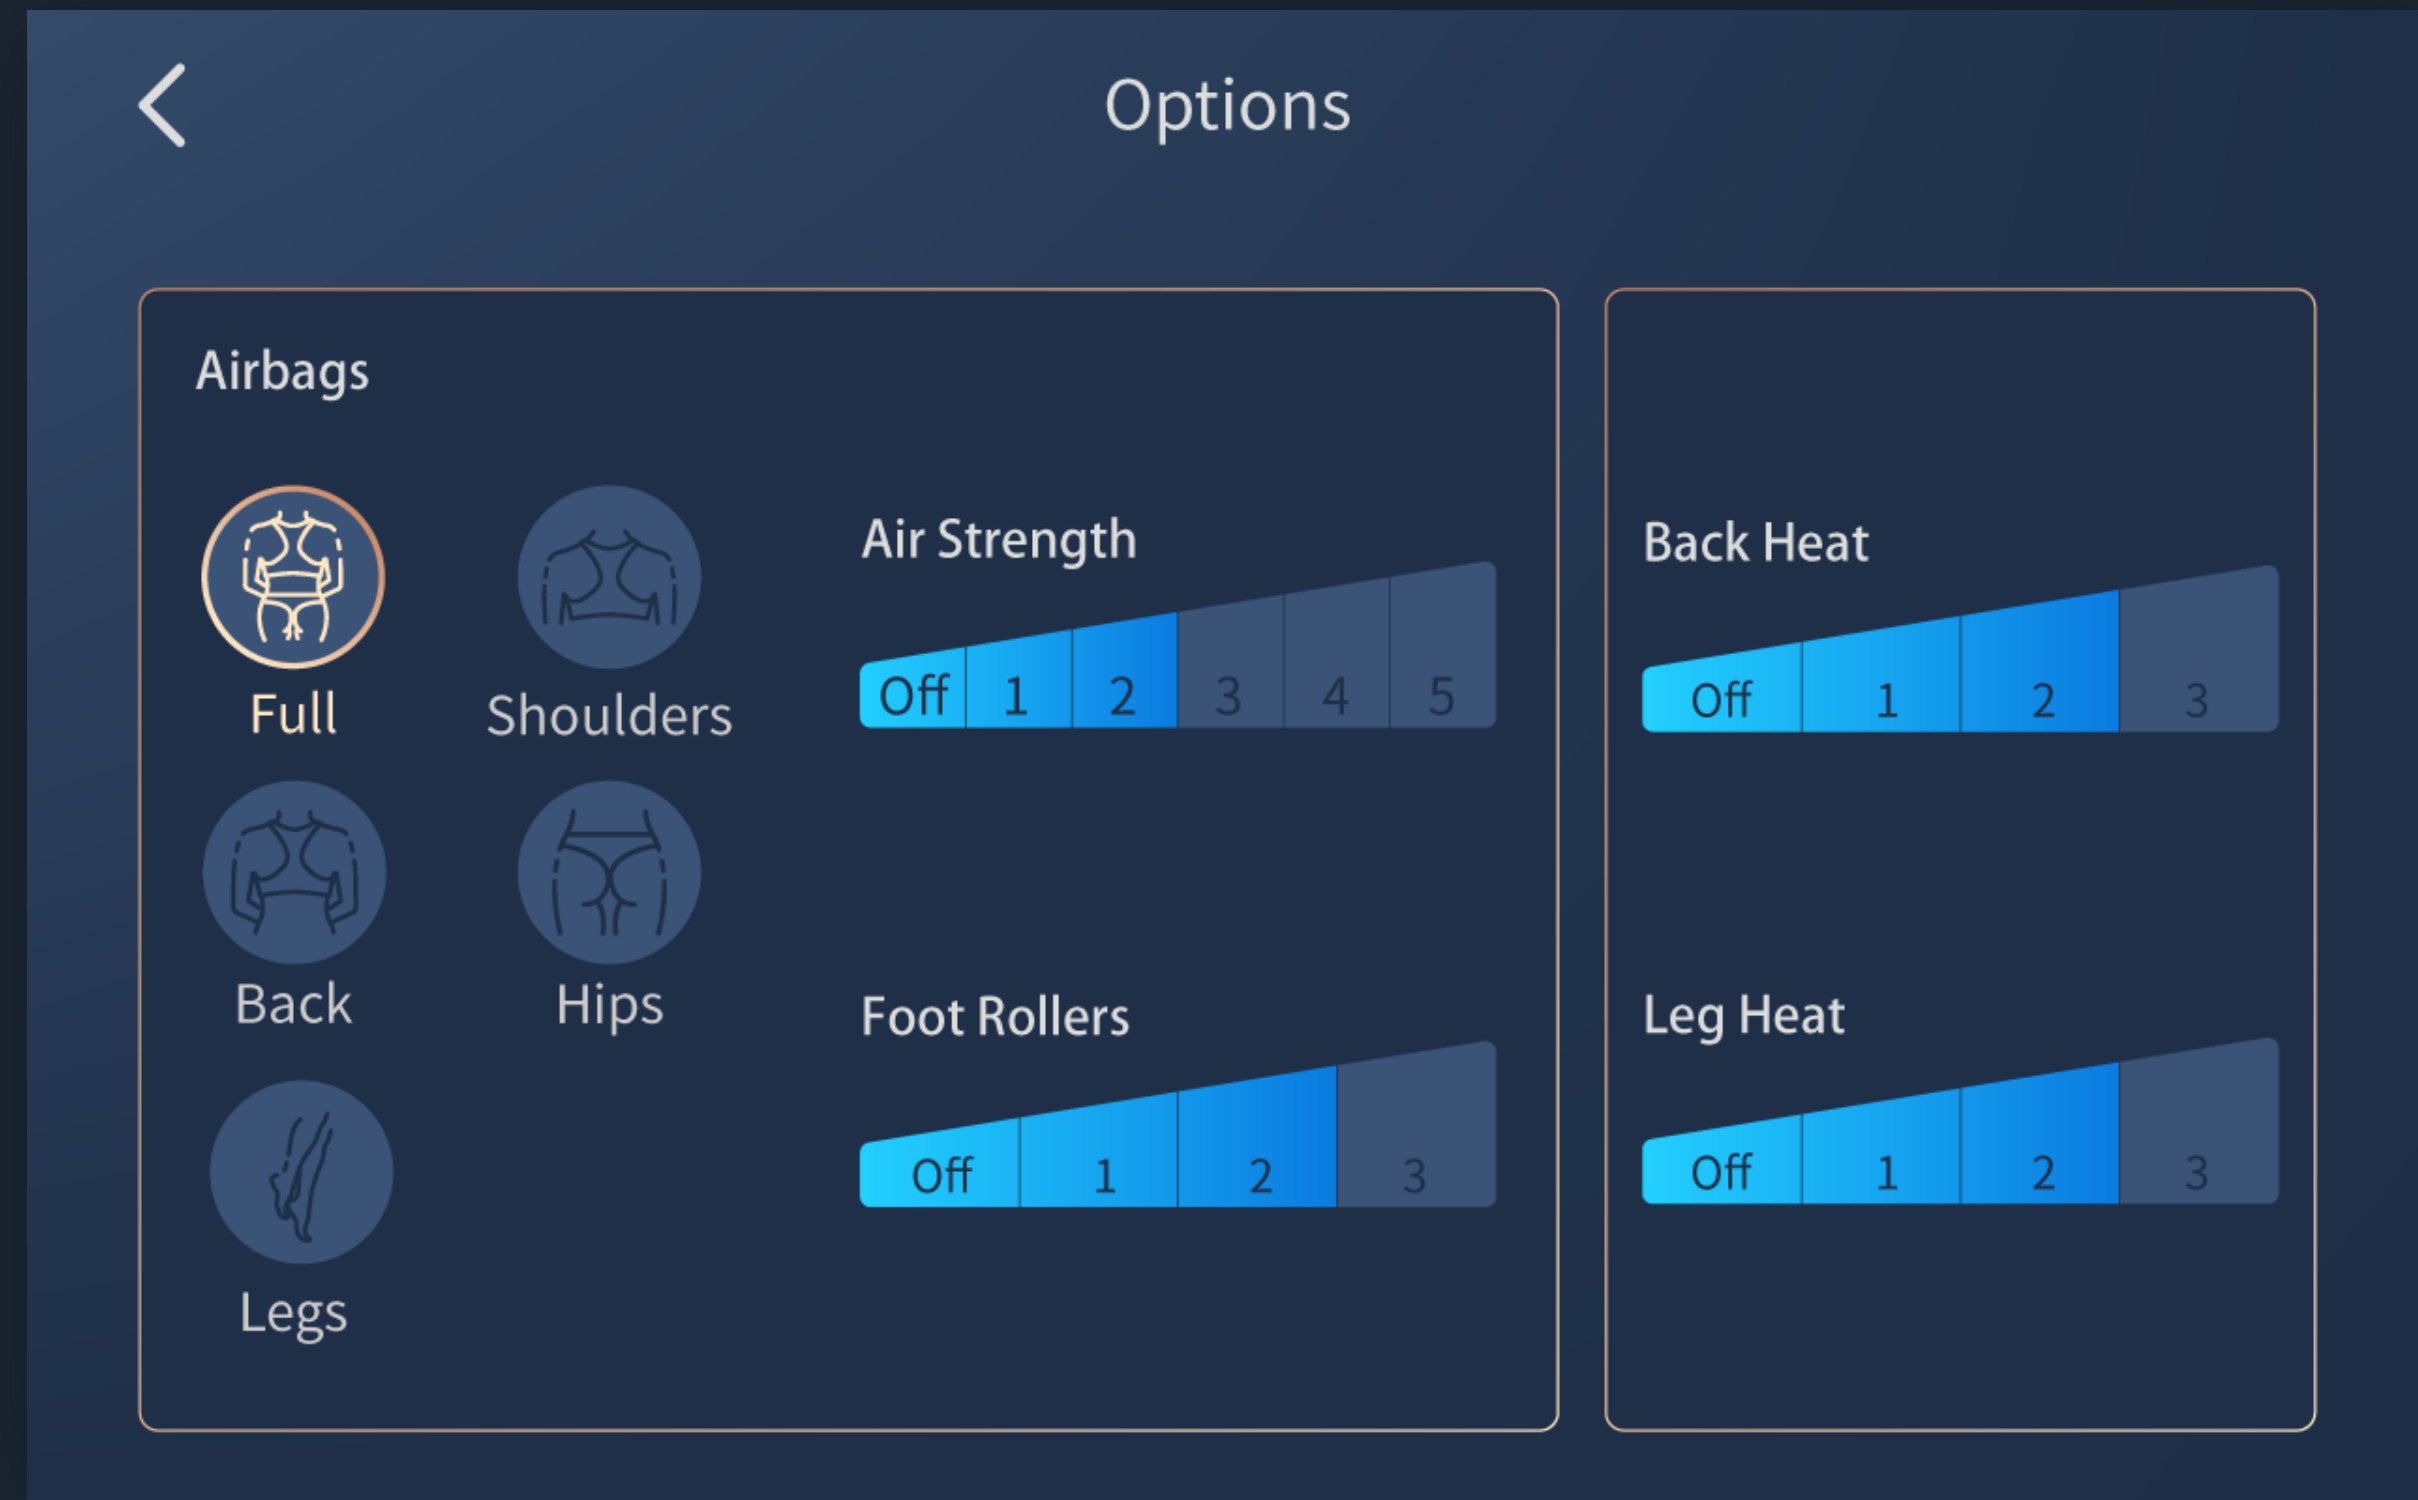 Options
Airbags
Full
Shoulders
Back
Hips
Legs
Air Strength
Off 1 2 3 4 5
Foot Rollers
Off 1 2 3
Back Heat
Off 1 2 3
Leg Heat
Off 1 2 3